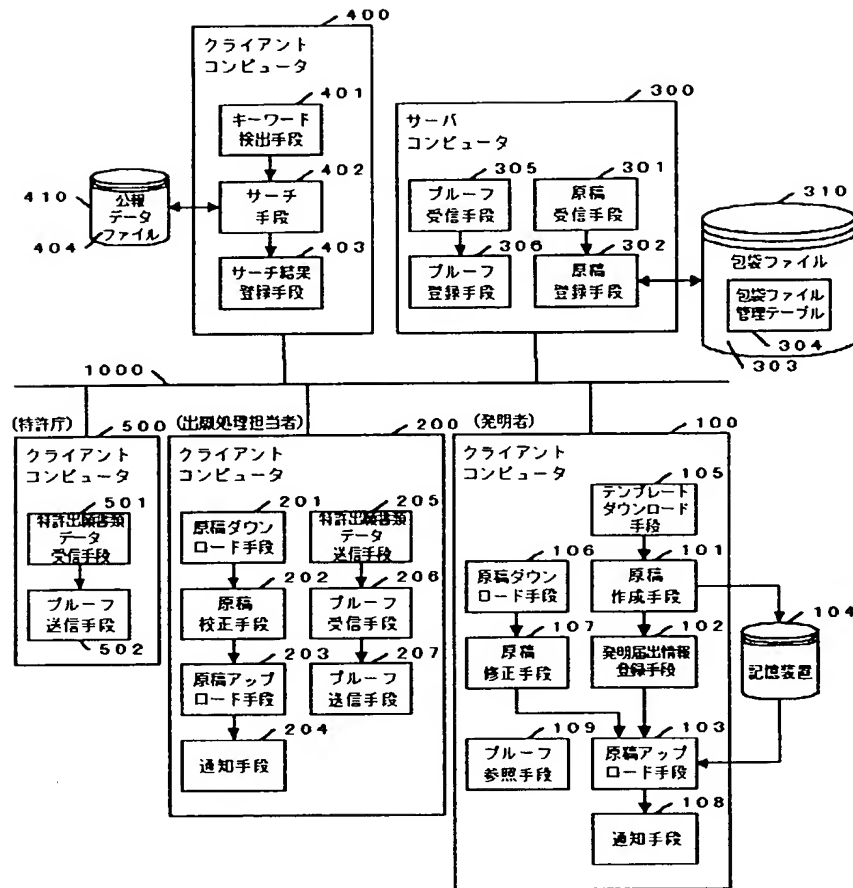 400
クライアント
コンピュータ
401
キーワード
検出手段
402
サーチ
手段
403
サーチ結果
登録手段
410
公報
データ
ファイル
404
300
サーバ
コンピュータ
305
プルーフ
受信手段
306
プルーフ
登録手段
301
原稿
受信手段
302
原稿
登録手段
310
包袋ファイル
包袋ファイル
管理テーブル
304
303
1000
(特許庁)
500
クライアント
コンピュータ
501
特許出願書類
データ
受信手段
プルーフ
送信手段
502
(出願処理担当者)
200
クライアント
コンピュータ
201
原稿ダウン
ロード手段
202
原稿
校正手段
203
原稿アップ
ロード手段
204
通知手段
205
特許出願書類
データ
送信手段
206
プルーフ
受信手段
207
プルーフ
送信手段
(発明者)
100
クライアント
コンピュータ
105
テンプレート
ダウンロード
手段
106
原稿ダウン
ロード手段
101
原稿
作成手段
107
原稿
修正手段
102
発明届出情報
登録手段
104
記憶装置
109
プルーフ
参照手段
103
原稿アップ
ロード手段
108
通知手段